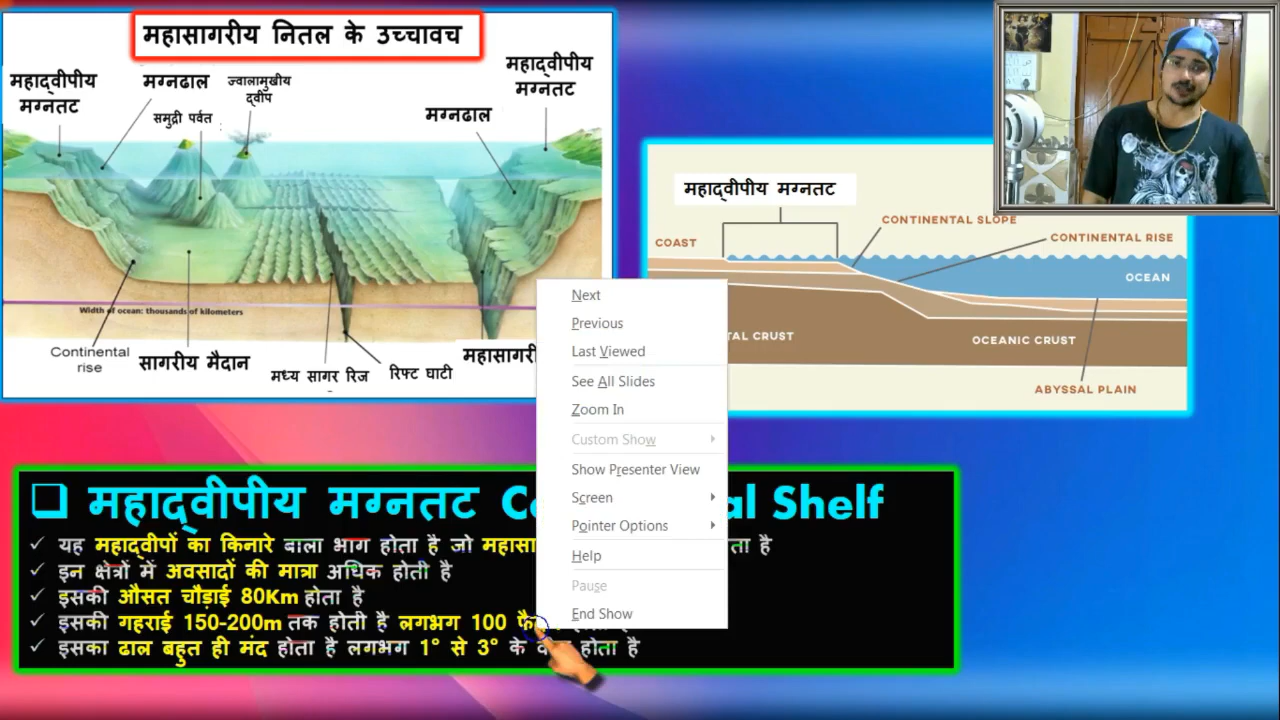 महासागरीय नितल के उच्चावच
महाद्वीपीय
मग्नतट
मग्नढाल
ज्वालामुखीय
द्वीप
समुद्री पर्वत
मग्नढाल
महाद्वीपीय
मग्नतट
Width of ocean: thousands of kilometers
Continental
rise
सागरीय मैदान
मध्य सागर रिज
रिफ्ट घाटी
महासागरी
महाद्वीपीय मग्नतट
CONTINENTAL SLOPE
COAST
CONTINENTAL RISE
OCEAN
TAL CRUST
OCEANIC CRUST
ABYSSAL PLAIN
Next
Previous
Last Viewed
See All Slides
Zoom In
Custom Show
Show Presenter View
Screen
Pointer Options
Help
Pause
End Show
महाद्वीपीय मग्नतट Co al Shelf
यह महाद्वीपों का किनारे बाला भाग होता है जो महासा ता है
इन क्षेत्रों में अवसादों की मात्रा अधिक होती है
इसकी औसत चौड़ाई 80Km होता है
इसकी गहराई 150-200m तक होती है लगभग 100
इसका ढाल बहुत ही मंद होता है लगभग 1° से 3° के होता है